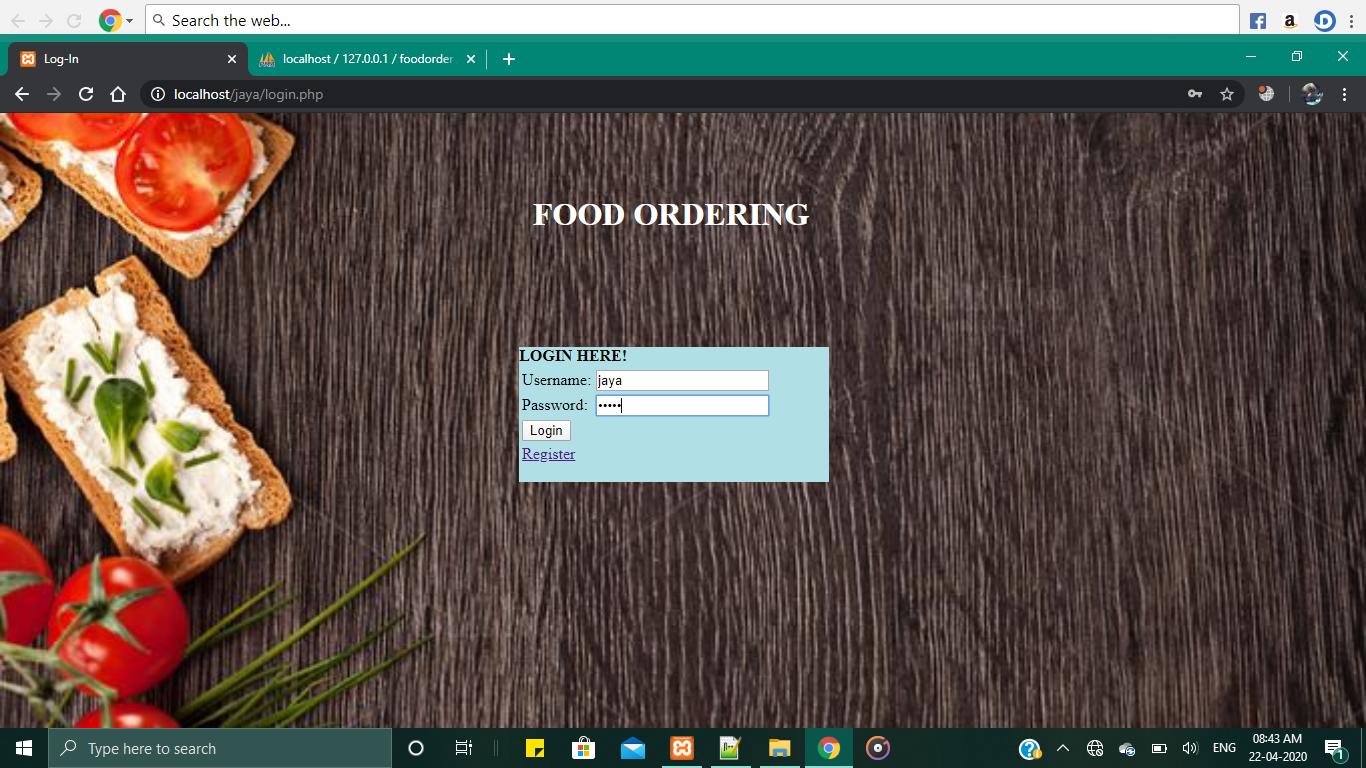 Search the web...
Log-In
localhost / 127.0.0.1 / foodorder
localhost/jaya/login.php
FOOD ORDERING
LOGIN HERE!
Username: jaya
Password: •••••
Login
Register
Type here to search
ENG
08:43 AM
22-04-2020
1